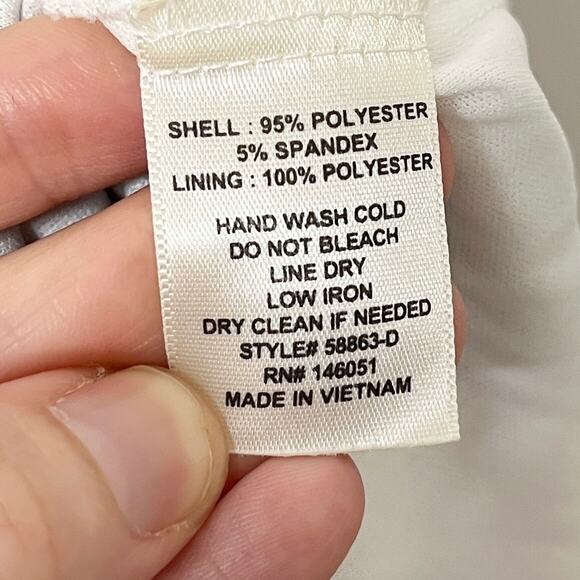 SHELL : 95% POLYESTER
5% SPANDEX
LINING : 100% POLYESTER
HAND WASH COLD
DO NOT BLEACH
LINE DRY
LOW IRON
DRY CLEAN IF NEEDED
STYLE# 58863-D
RN# 146051
MADE IN VIETNAM